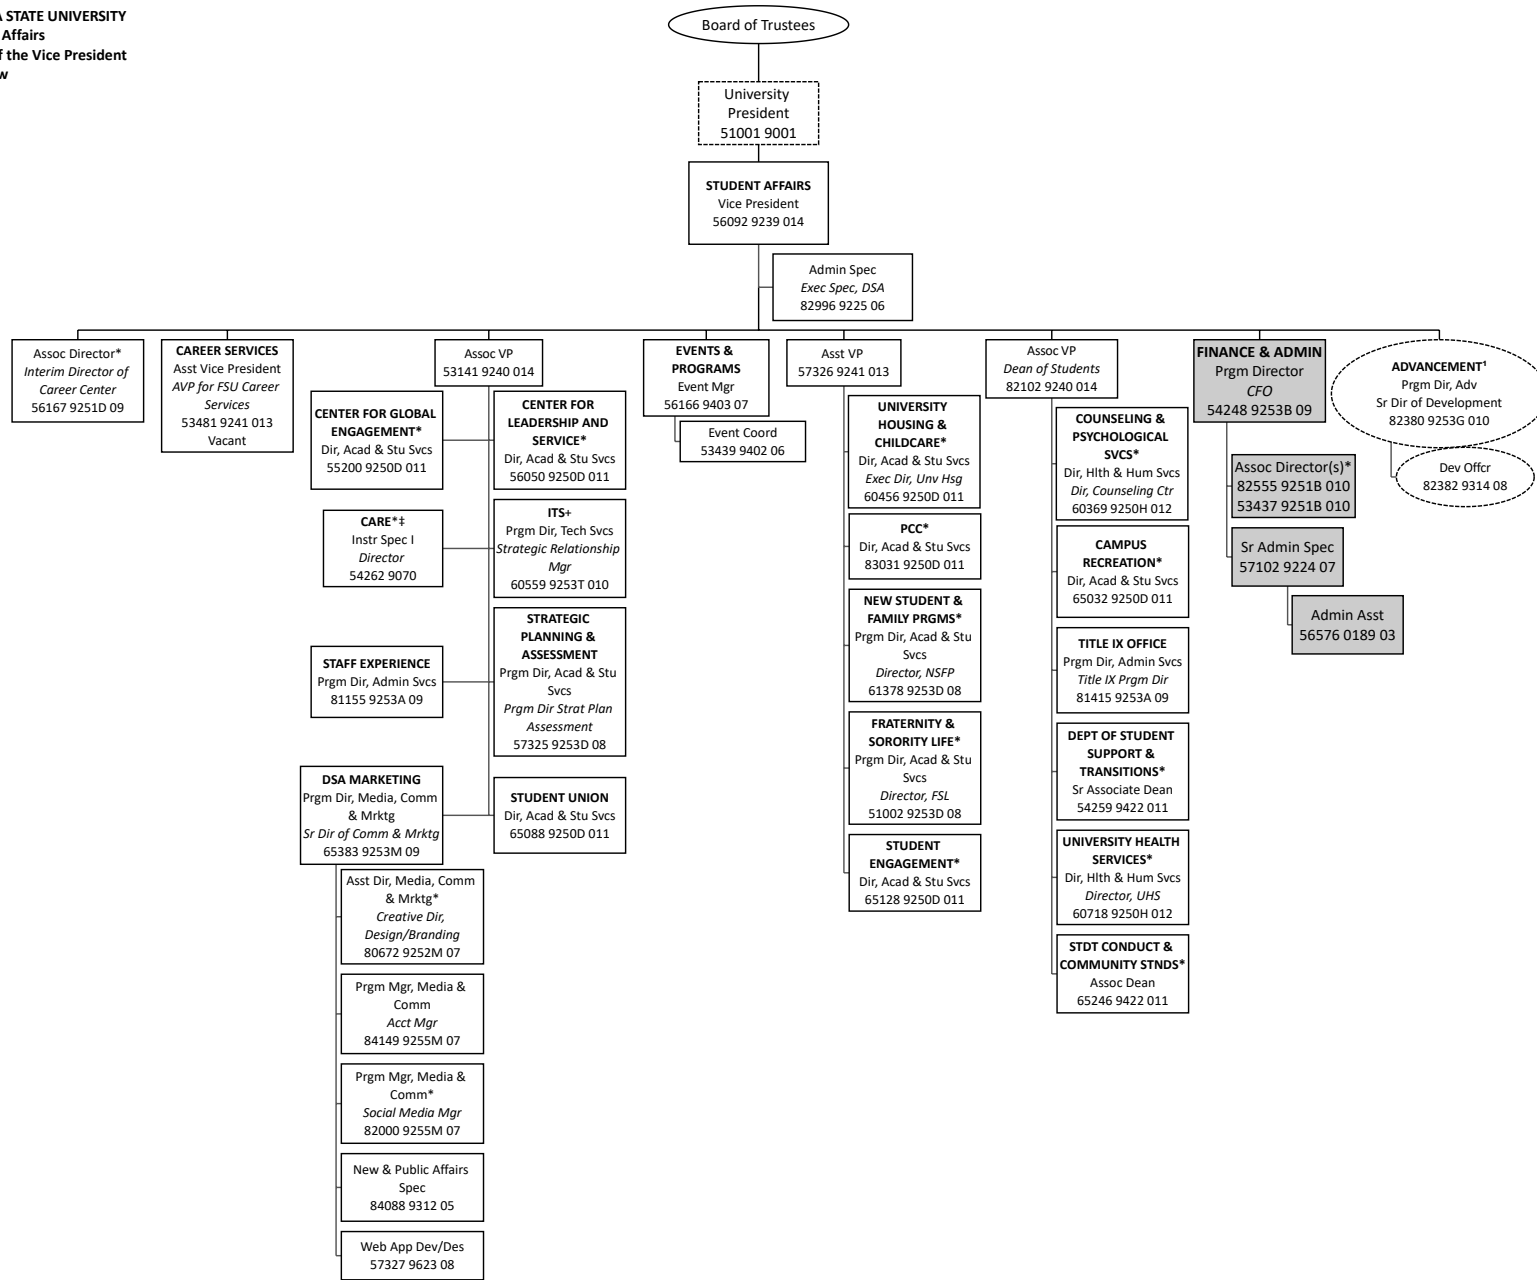 A STATE UNIVERSITY
Affairs
f the Vice President
w
Board of Trustees
University
President
51001 9001
STUDENT AFFAIRS
Vice President
56092 9239 014
Admin Spec
Exec Spec, DSA
82996 9225 06
Assoc Director*
Interim Director of
Career Center
56167 9251D 09
CAREER SERVICES
Asst Vice President
AVP for FSU Career
Services
53481 9241 013
Vacant
Assoc VP
53141 9240 014
CENTER FOR GLOBAL
ENGAGEMENT*
Dir, Acad & Stu Svcs
55200 9250D 011
CENTER FOR
LEADERSHIP AND
SERVICE*
Dir, Acad & Stu Svcs
56050 9250D 011
CARE*‡
Instr Spec I
Director
54262 9070
ITS+
Prgm Dir, Tech Svcs
Strategic Relationship
Mgr
60559 9253T 010
STAFF EXPERIENCE
Prgm Dir, Admin Svcs
81155 9253A 09
STRATEGIC
PLANNING &
ASSESSMENT
Prgm Dir, Acad & Stu
Svcs
Prgm Dir Strat Plan
Assessment
57325 9253D 08
DSA MARKETING
Prgm Dir, Media, Comm
& Mrktg
Sr Dir of Comm & Mrktg
65383 9253M 09
STUDENT UNION
Dir, Acad & Stu Svcs
65088 9250D 011
Asst Dir, Media, Comm
& Mrktg*
Creative Dir,
Design/Branding
80672 9252M 07
Prgm Mgr, Media &
Comm
Acct Mgr
84149 9255M 07
Prgm Mgr, Media &
Comm*
Social Media Mgr
82000 9255M 07
New & Public Affairs
Spec
84088 9312 05
Web App Dev/Des
57327 9623 08
EVENTS &
PROGRAMS
Event Mgr
56166 9403 07
Event Coord
53439 9402 06
Asst VP
57326 9241 013
UNIVERSITY
HOUSING &
CHILDCARE*
Dir, Acad & Stu Svcs
Exec Dir, Unv Hsg
60456 9250D 011
PCC*
Dir, Acad & Stu Svcs
83031 9250D 011
NEW STUDENT &
FAMILY PRGMS*
Prgm Dir, Acad & Stu
Svcs
Director, NSFP
61378 9253D 08
FRATERNITY &
SORORITY LIFE*
Prgm Dir, Acad & Stu
Svcs
Director, FSL
51002 9253D 08
STUDENT
ENGAGEMENT*
Dir, Acad & Stu Svcs
65128 9250D 011
Assoc VP
Dean of Students
82102 9240 014
COUNSELING &
PSYCHOLOGICAL
SVCS*
Dir, Hlth & Hum Svcs
Dir, Counseling Ctr
60369 9250H 012
CAMPUS
RECREATION*
Dir, Acad & Stu Svcs
65032 9250D 011
TITLE IX OFFICE
Prgm Dir, Admin Svcs
Title IX Prgm Dir
81415 9253A 09
DEPT OF STUDENT
SUPPORT &
TRANSITIONS*
Sr Associate Dean
54259 9422 011
UNIVERSITY HEALTH
SERVICES*
Dir, Hlth & Hum Svcs
Director, UHS
60718 9250H 012
STDT CONDUCT &
COMMUNITY STNDS*
Assoc Dean
65246 9422 011
FINANCE & ADMIN
Prgm Director
CFO
54248 9253B 09
Assoc Director(s)*
82555 9251B 010
53437 9251B 010
Sr Admin Spec
57102 9224 07
Admin Asst
56576 0189 03
ADVANCEMENT¹
Prgm Dir, Adv
Sr Dir of Development
82380 9253G 010
Dev Offcr
82382 9314 08